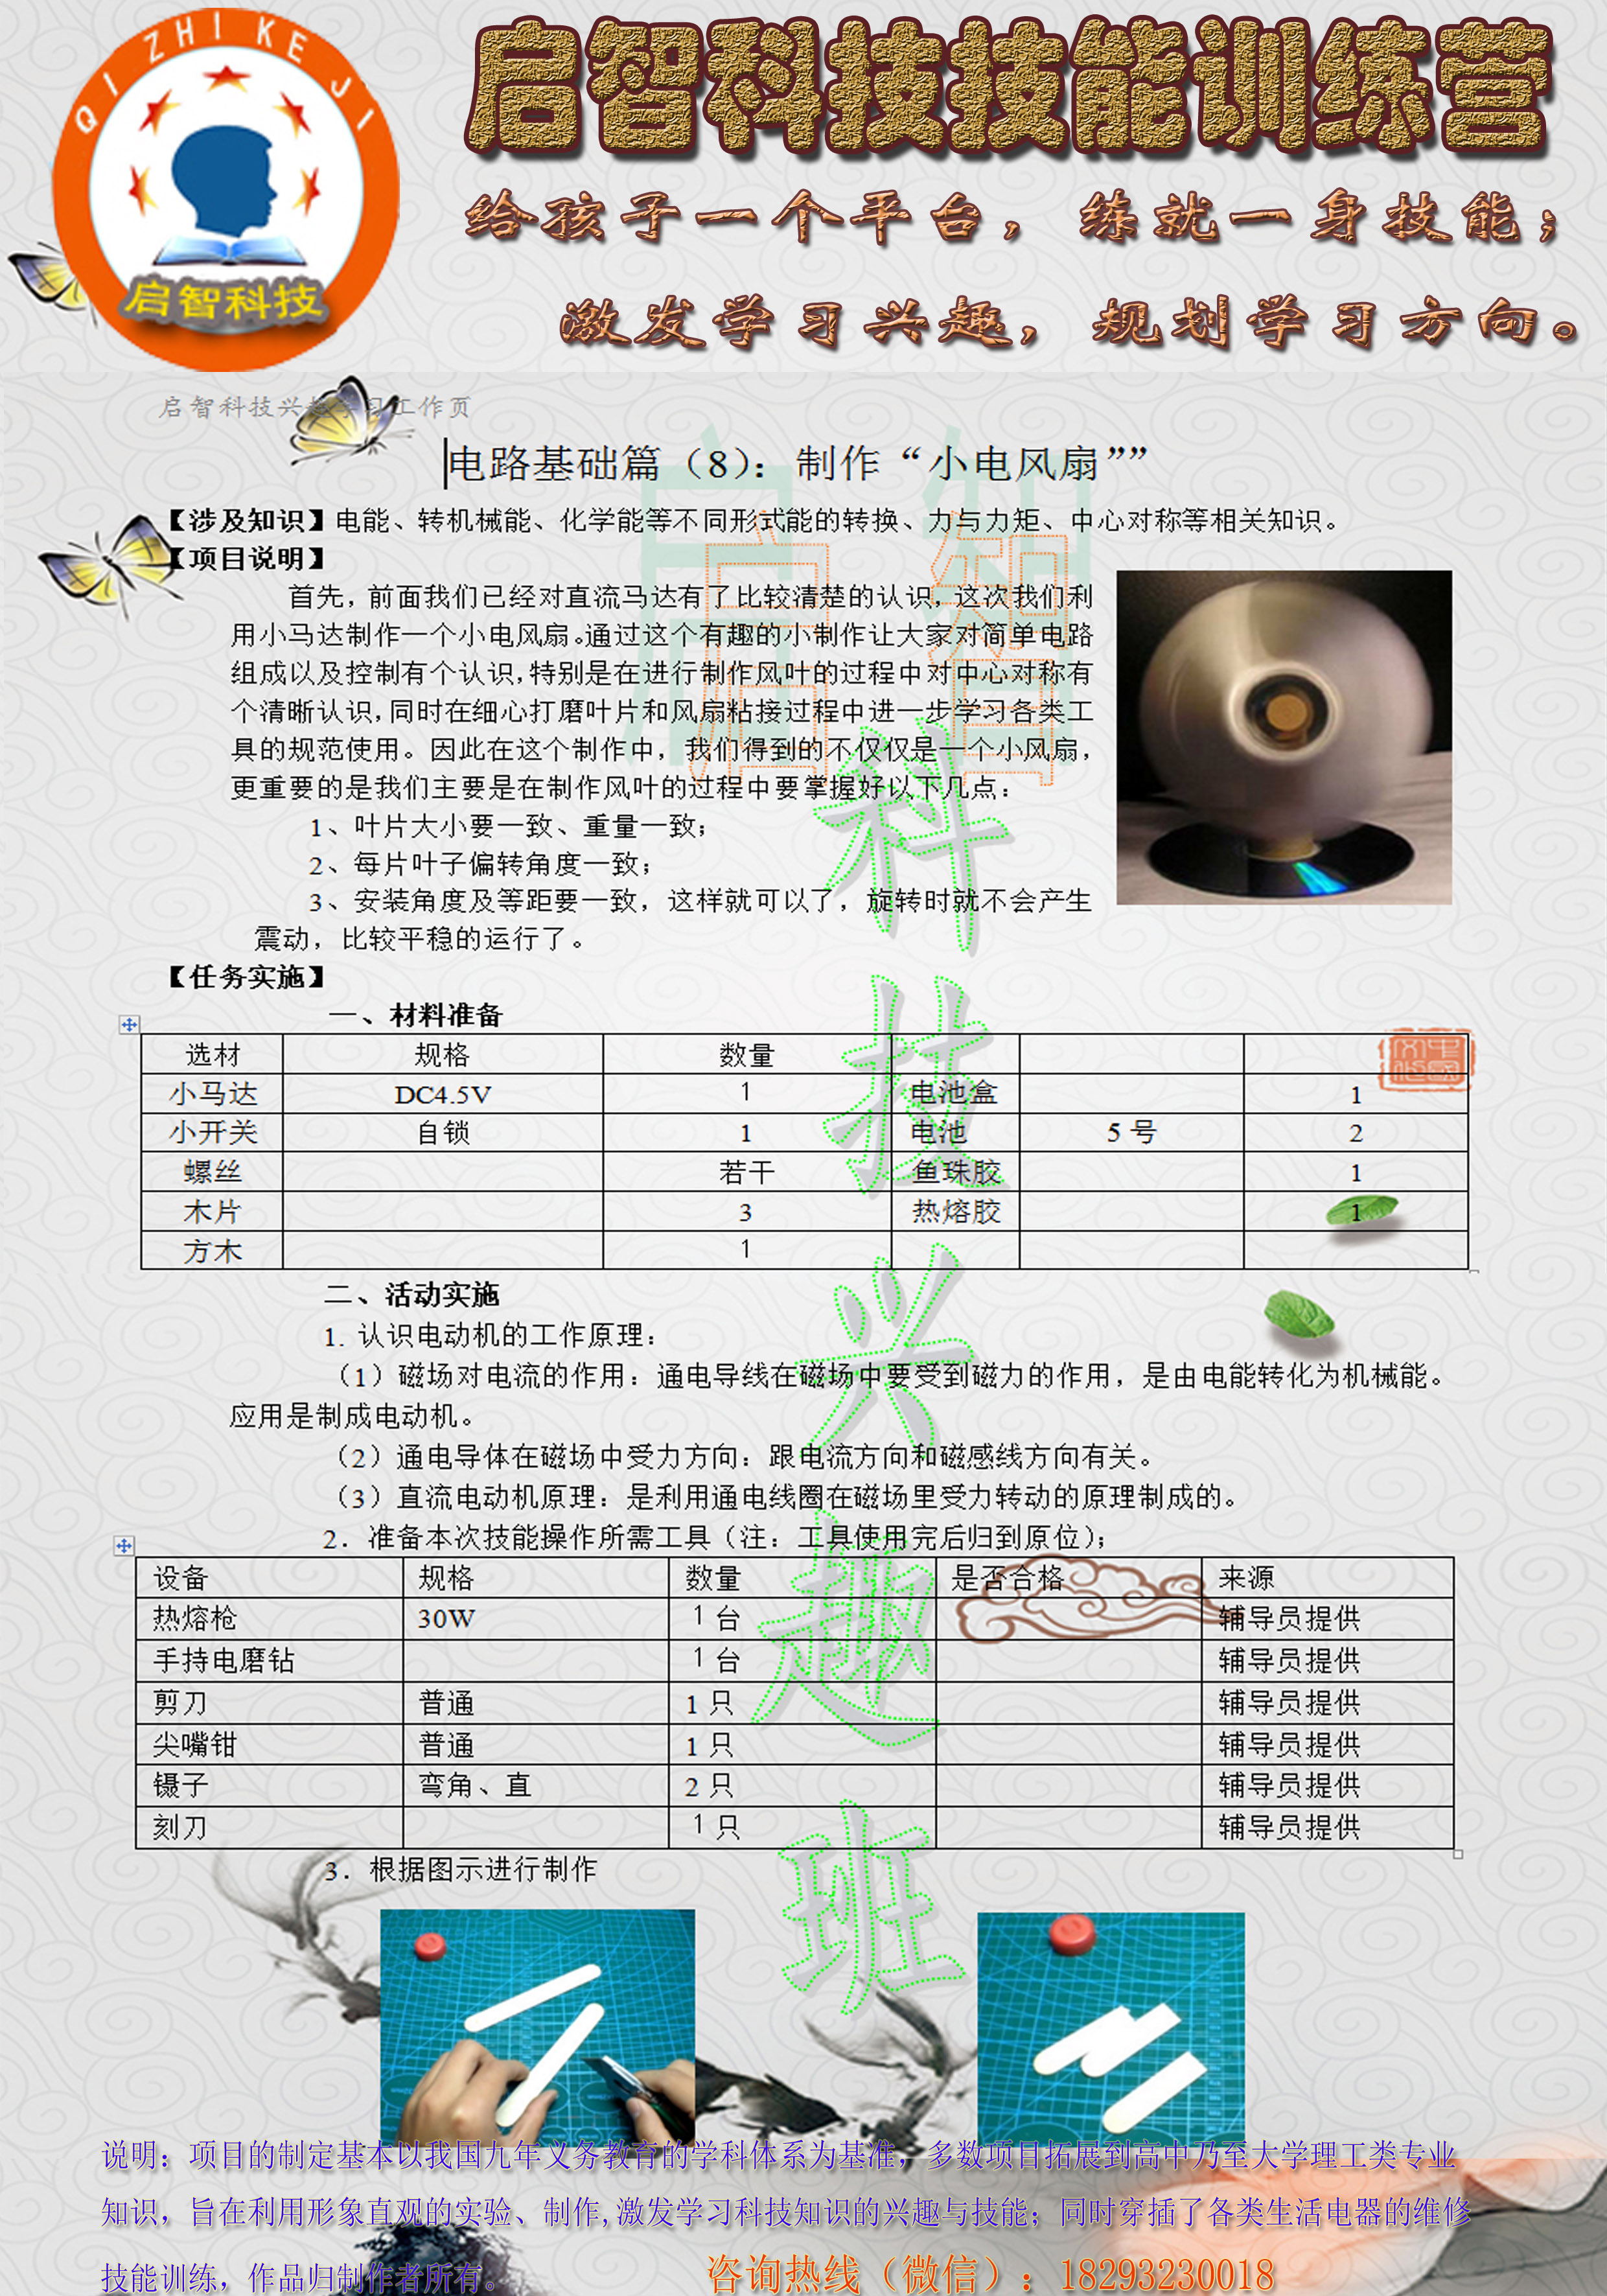 QI ZHI KE JI
启智科技
启智科技技能训练营
给孩子一个平台，练就一身技能；
激发学习兴趣，规划学习方向。
启智科技兴趣学习工作页
电路基础篇（8）：制作“小电风扇””
【涉及知识】电能、转机械能、化学能等不同形式能的转换、力与力矩、中心对称等相关知识。
【项目说明】
首先，前面我们已经对直流马达有了比较清楚的认识，这次我们利
用小马达制作一个小电风扇。通过这个有趣的小制作让大家对简单电路
组成以及控制有个认识，特别是在进行制作风叶的过程中对中心对称有
个清晰认识，同时在细心打磨叶片和风扇粘接过程中进一步学习各类工
具的规范使用。因此在这个制作中，我们得到的不仅仅是一个小风扇，
更重要的是我们主要是在制作风叶的过程中要掌握好以下几点：
1、叶片大小要一致、重量一致；
2、每片叶子偏转角度一致；
3、安装角度及等距要一致，这样就可以了，旋转时就不会产生
震动，比较平稳的运行了。
【任务实施】
一、材料准备
选材 规格 数量
小马达 DC4.5V 1 电池盒 1
小开关 自锁 1 电池 5 号 2
螺丝 若干 鱼珠胶 1
木片 3 热熔胶 1
方木 1
二、活动实施
1. 认识电动机的工作原理：
（1）磁场对电流的作用：通电导线在磁场中要受到磁力的作用，是由电能转化为机械能。
应用是制成电动机。
（2）通电导体在磁场中受力方向：跟电流方向和磁感线方向有关。
（3）直流电动机原理：是利用通电线圈在磁场里受力转动的原理制成的。
2．准备本次技能操作所需工具（注：工具使用完后归到原位）；
设备 规格 数量 是否合格 来源
热熔枪 30W 1 台 辅导员提供
手持电磨钻 1 台 辅导员提供
剪刀 普通 1 只 辅导员提供
尖嘴钳 普通 1 只 辅导员提供
镊子 弯角、直 2 只 辅导员提供
刻刀 1 只 辅导员提供
3．根据图示进行制作
启智
启智
科技兴趣班
说明：项目的制定基本以我国九年义务教育的学科体系为基准，多数项目拓展到高中乃至大学理工类专业
知识，旨在利用形象直观的实验、制作,激发学习科技知识的兴趣与技能；同时穿插了各类生活电器的维修
技能训练，作品归制作者所有。
咨询热线（微信）：18293230018